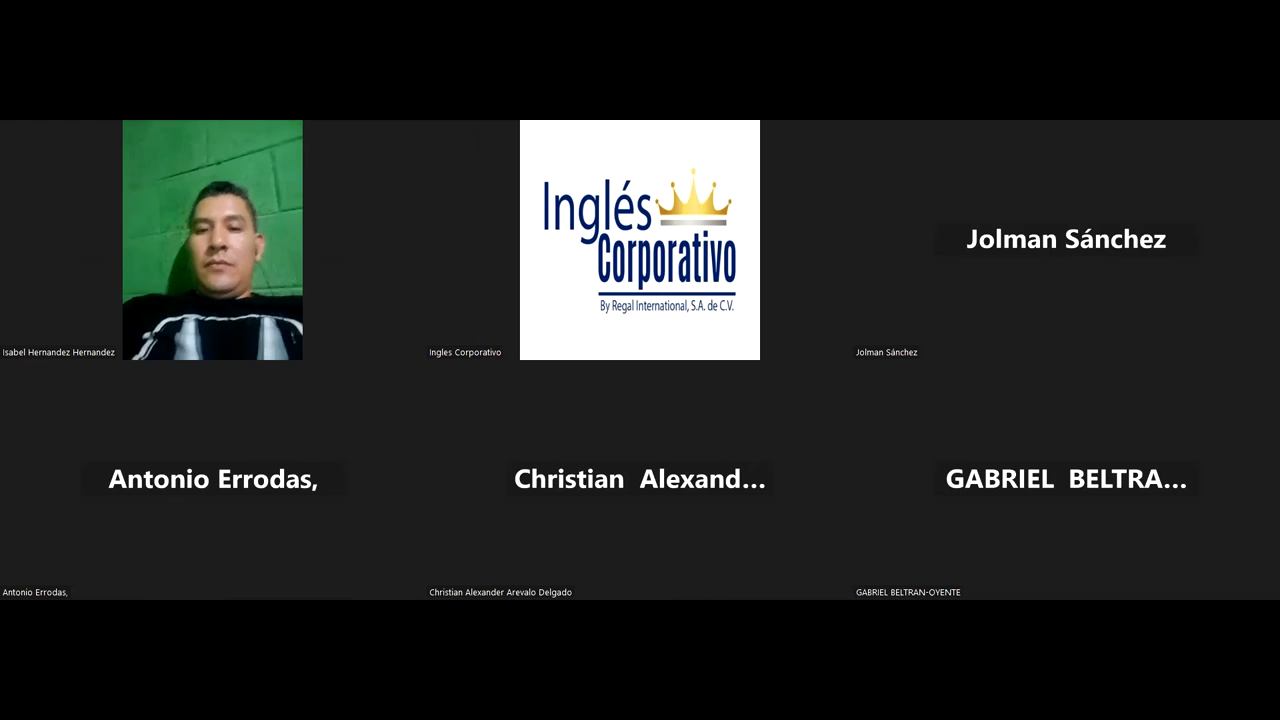 Inglés
Corporativo
By Regal International, S.A. de C.V.
Jolman Sánchez
Isabel Hernandez Hernandez
Ingles Corporativo
Jolman Sánchez
Antonio Errodas,
Christian Alexand...
GABRIEL BELTRA...
Antonio Errodas,
Christian Alexander Arevalo Delgado
GABRIEL BELTRAN-OYENTE